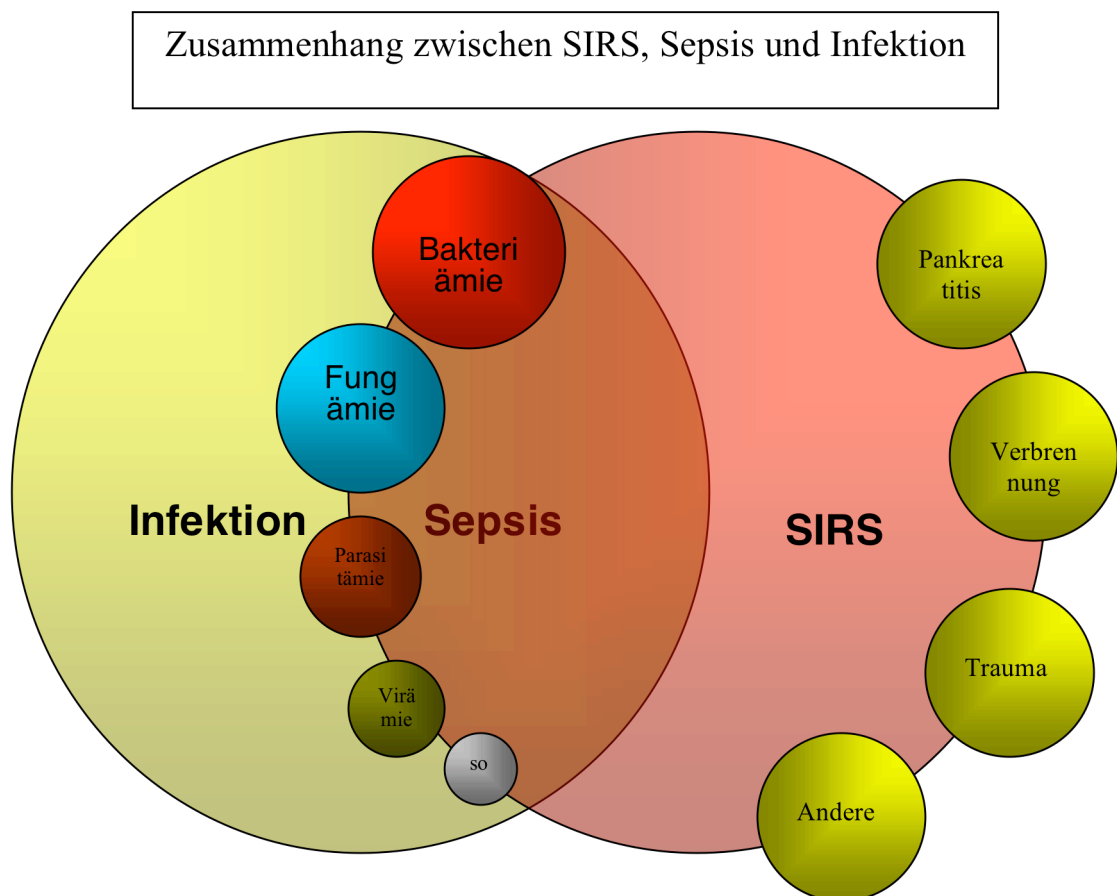 Zusammenhang zwischen SIRS, Sepsis und Infektion
Bakteri
ämie
Fung
ämie
Infektion
Sepsis
SIRS
Parasi
tämie
Virä
mie
so
Pankrea
titis
Verbren
nung
Trauma
Andere